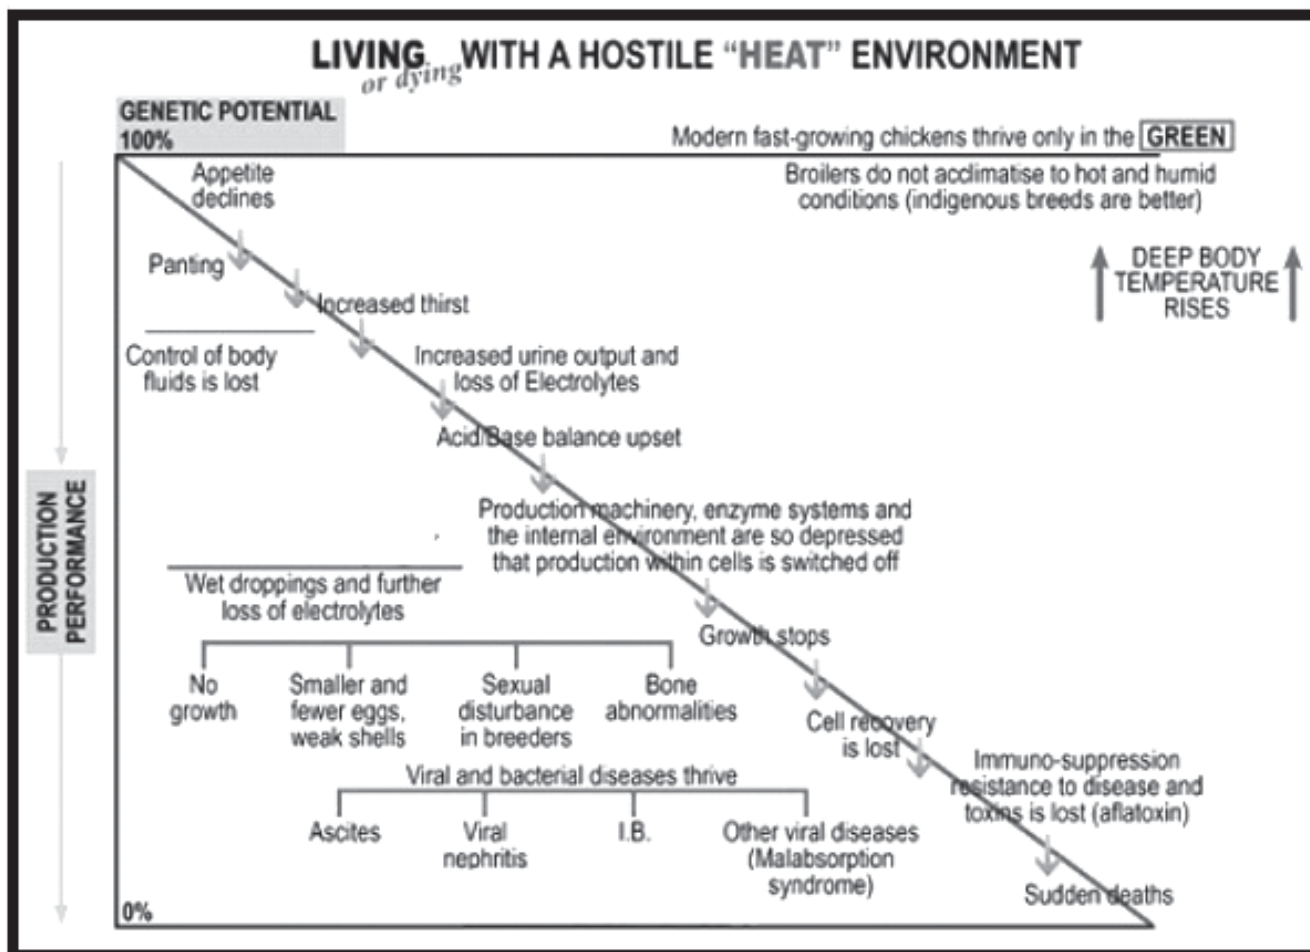 LIVING WITH A HOSTILE “HEAT” ENVIRONMENT
or dying
GENETIC POTENTIAL
100%
Modern fast-growing chickens thrive only in the GREEN
Broilers do not acclimatise to hot and humid
conditions (indigenous breeds are better)
Appetite
declines
DEEP BODY
TEMPERATURE
RISES
Panting
Increased thirst
Control of body
fluids is lost
Increased urine output and
loss of Electrolytes
Acid/Base balance upset
PRODUCTION
PERFORMANCE
Production machinery, enzyme systems and
the internal environment are so depressed
that production within cells is switched off
Wet droppings and further
loss of electrolytes
Growth stops
No
growth
Smaller and
fewer eggs,
weak shells
Sexual
disturbance
in breeders
Bone
abnormalities
Cell recovery
is lost
Immuno-suppression
resistance to disease and
toxins is lost (aflatoxin)
Viral and bacterial diseases thrive
Ascites
Viral
nephritis
I.B.
Other viral diseases
(Malabsorption
syndrome)
Sudden deaths
0%